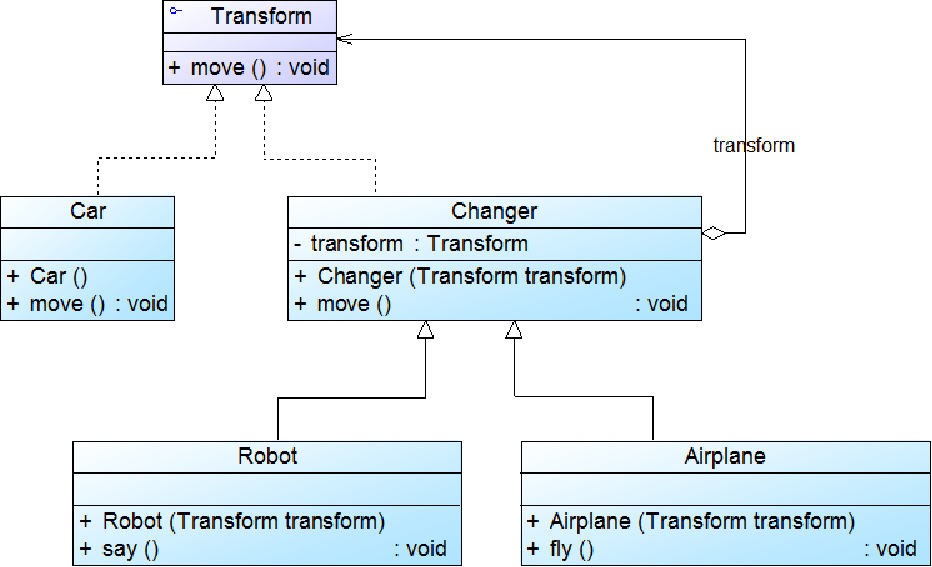 Transform
+ move () : void
transform
Car
+ Car ()
+ move () : void
Changer
- transform : Transform
+ Changer (Transform transform)
+ move () : void
Robot
+ Robot (Transform transform)
+ say () : void
Airplane
+ Airplane (Transform transform)
+ fly () : void